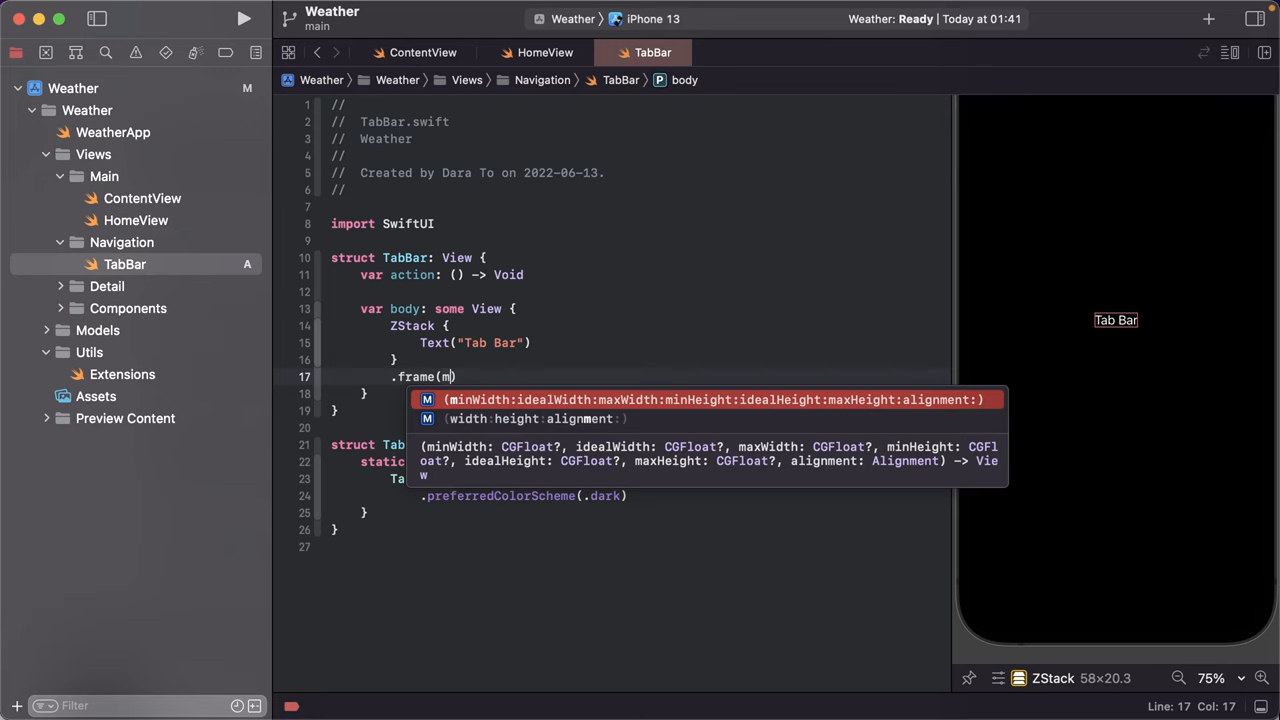 Weather
main
Weather 〉 iPhone 13
Weather: Ready | Today at 01:41
ContentView
HomeView
TabBar
Weather 〉 Weather 〉 Views 〉 Navigation 〉 TabBar 〉 P body
Weather M
Weather
WeatherApp
Views
Main
ContentView
HomeView
Navigation
TabBar A
Detail
Components
Models
Utils
Extensions
Assets
Preview Content
Filter
1 //
2 //  TabBar.swift
3 //  Weather
4 //
5 //  Created by Dara To on 2022-06-13.
6 //
7
8 import SwiftUI
9
10 struct TabBar: View {
11 var action: () -> Void
12
13 var body: some View {
14 ZStack {
15 Text("Tab Bar")
16 }
17 .frame(m)
18 }
19 }
20
21 struct Tab
22 static
23 Ta
24 .preferredColorScheme(.dark)
25 }
26 }
27
M (minWidth:idealWidth:maxWidth:minHeight:idealHeight:maxHeight:alignment:)
M (width:height:alignment:)
(minWidth: CGFloat?, idealWidth: CGFloat?, maxWidth: CGFloat?, minHeight: CGFl
oat?, idealHeight: CGFloat?, maxHeight: CGFloat?, alignment: Alignment) -> Vie
w
Tab Bar
ZStack 58×20.3
75%
Line: 17 Col: 17